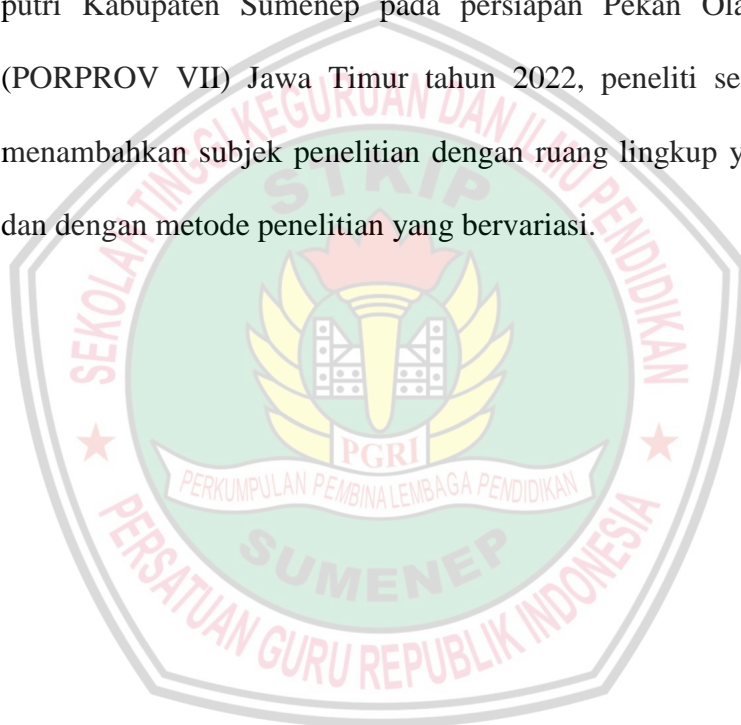 putri Kabupaten Sumenep pada persiapan Pekan Ola
(PORPROV VII) Jawa Timur tahun 2022, peneliti se
menambahkan subjek penelitian dengan ruang lingkup y
dan dengan metode penelitian yang bervariasi.
SEKOLAH TINGGI KEGURUAN DAN ILMU PENDIDIKAN
STKIP
PGRI
PERKUMPULAN PEMBINA LEMBAGA PENDIDIKAN
SUMENEP
PERSATUAN GURU REPUBLIK INDONESIA